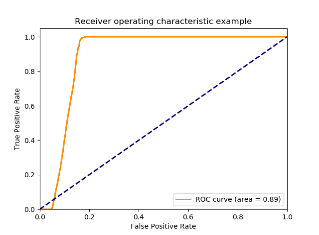 Receiver operating characteristic example
1.0
0.8
0.6
0.4
0.2
0.0
True Positive Rate
ROC curve (area = 0.89)
0.0 0.2 0.4 0.6 0.8 1.0
False Positive Rate